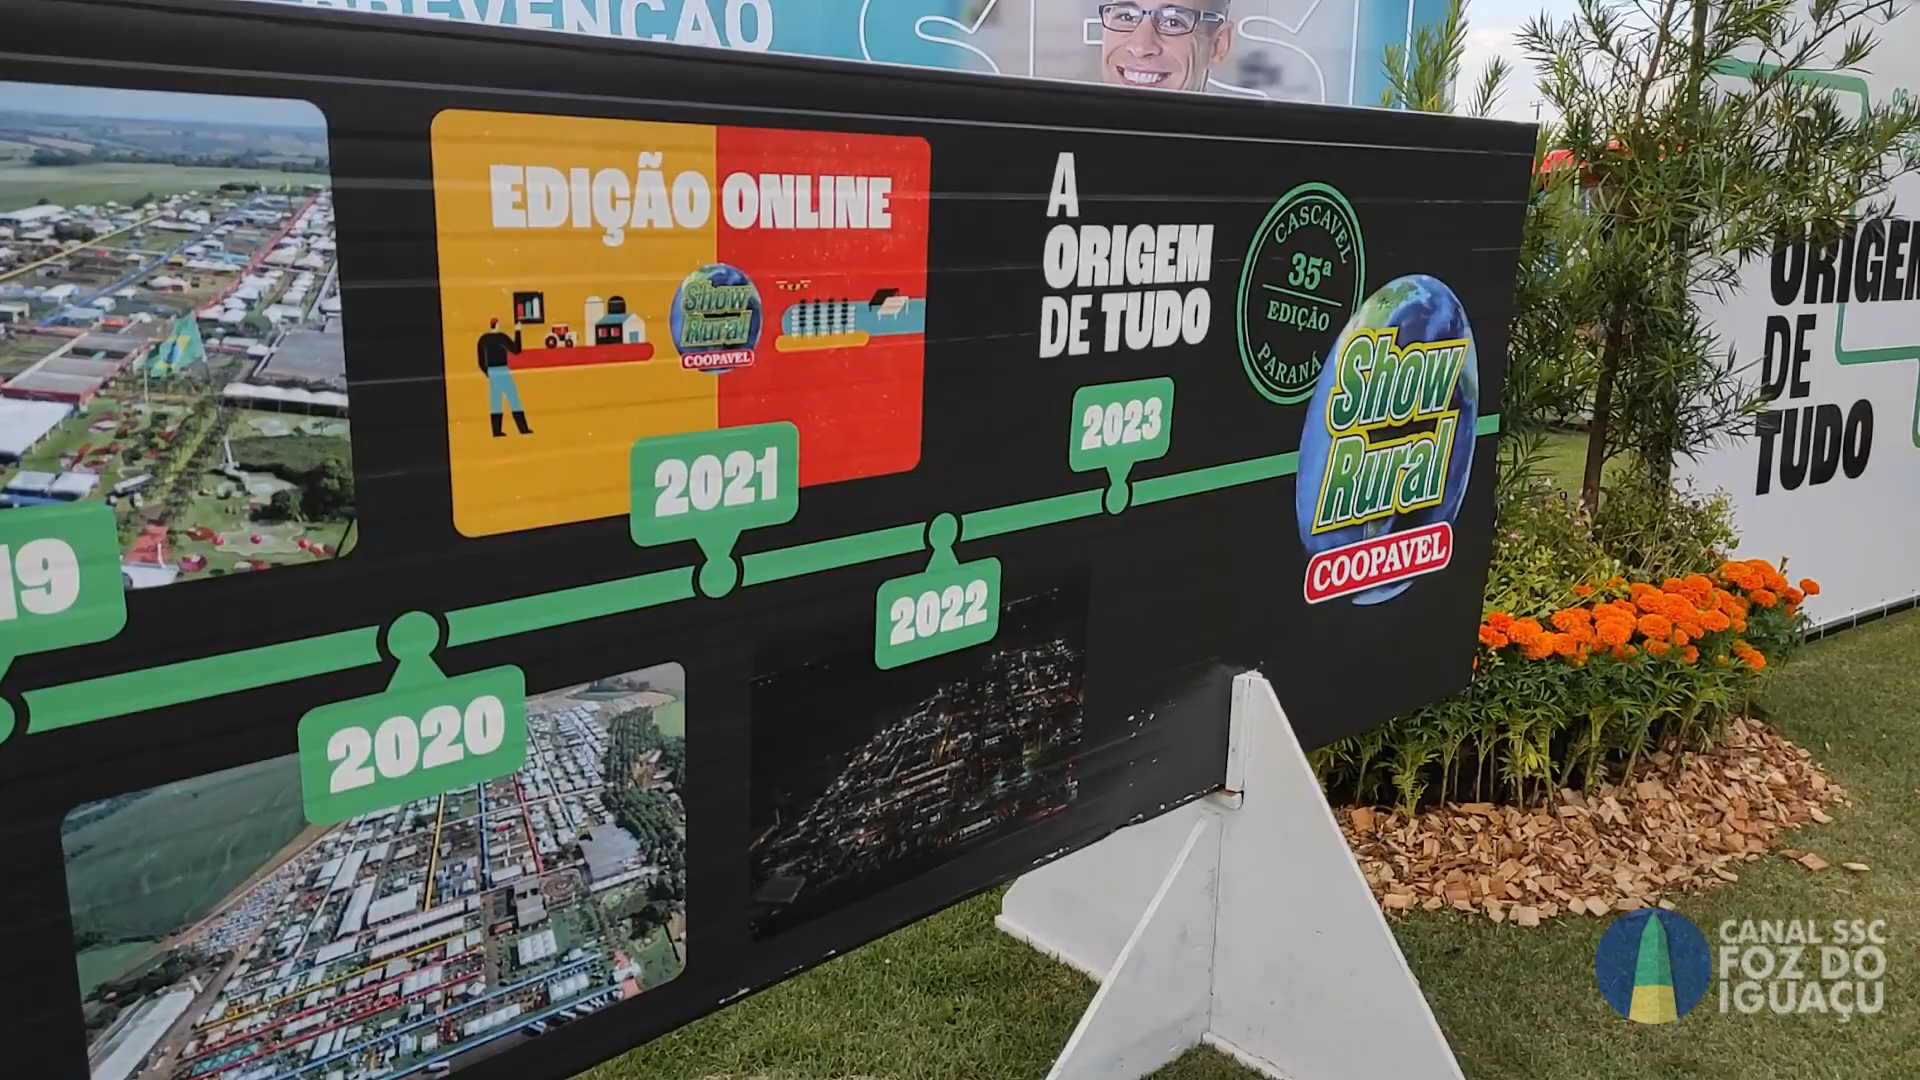 PREVENÇÃO
EDIÇÃO ONLINE
Show
Rural
COOPAVEL
A
ORIGEM
DE TUDO
CASCAVEL
35ª
EDIÇÃO
PARANÁ
Show
Rural
COOPAVEL
19
2020
2021
2022
2023
ORIGEM
DE
TUDO
CANAL SSC
FOZ DO
IGUAÇU